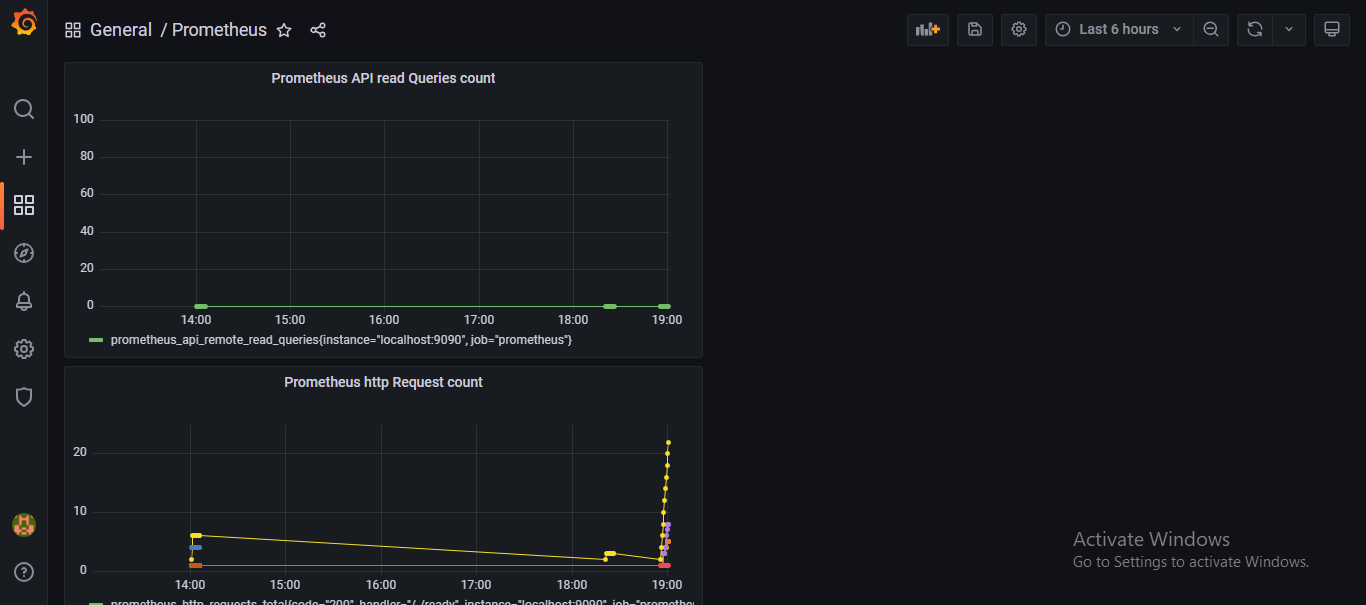 General / Prometheus
Last 6 hours
Prometheus API read Queries count
100
80
60
40
20
0
14:00 15:00 16:00 17:00 18:00 19:00
prometheus_api_remote_read_queries{instance="localhost:9090", job="prometheus"}
Prometheus http Request count
20
10
0
14:00 15:00 16:00 17:00 18:00 19:00
prometheus_http_requests_total{code="200", handler="/-/ready", instance="localhost:9090", job="promethe
Activate Windows
Go to Settings to activate Windows.